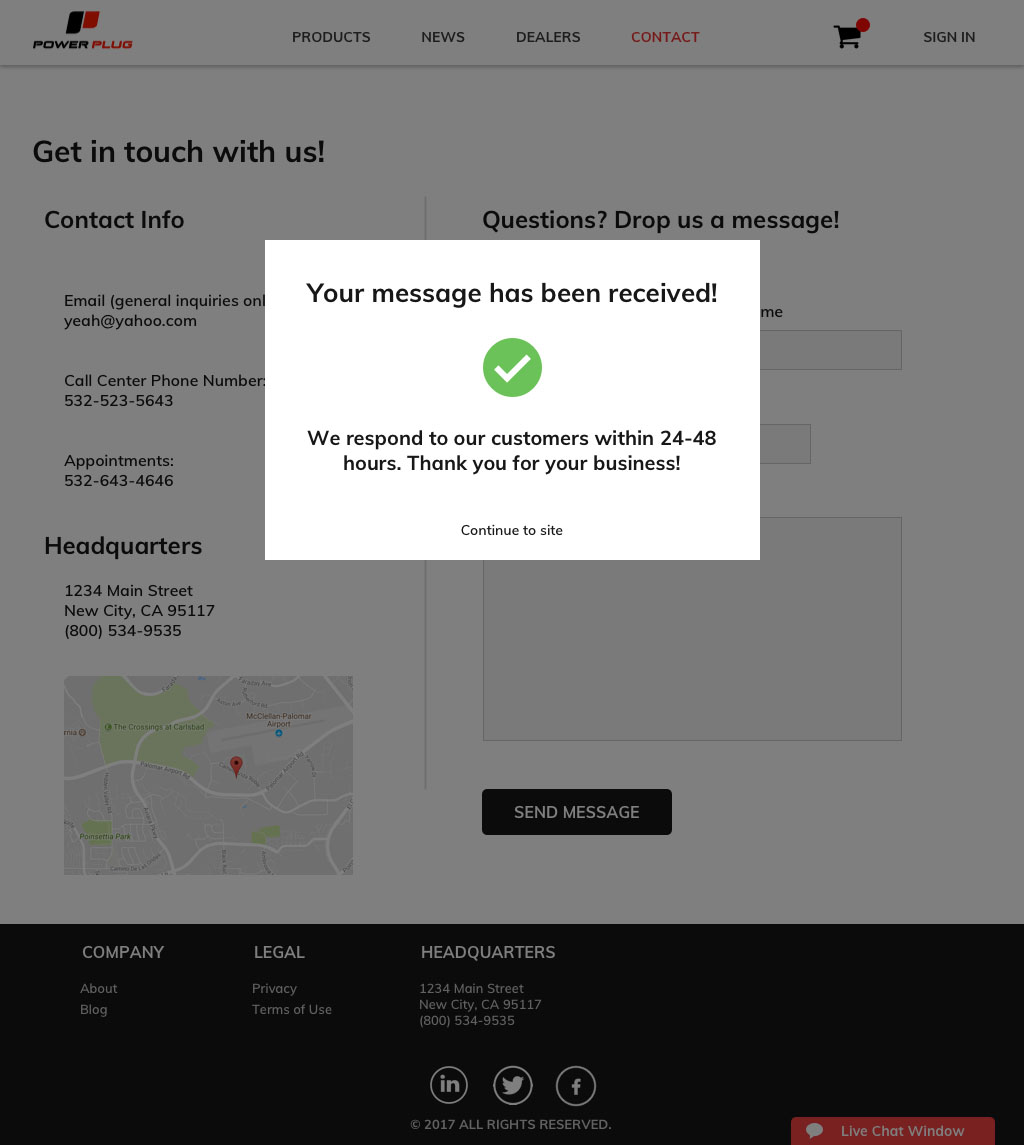 POWER PLUG
PRODUCTS
NEWS
DEALERS
CONTACT
SIGN IN
Get in touch with us!
Contact Info
Questions? Drop us a message!
Your message has been received!
We respond to our customers within 24-48
hours. Thank you for your business!
Continue to site
Email (general inquiries onl
yeah@yahoo.com
Call Center Phone Number:
532-523-5643
Appointments:
532-643-4646
me
Headquarters
1234 Main Street
New City, CA 95117
(800) 534-9535
The Crossings at Carlsbad
McClellan-Palomar
Airport
Palomar Airport Rd
Poinsettia Park
SEND MESSAGE
COMPANY
About
Blog
LEGAL
Privacy
Terms of Use
HEADQUARTERS
1234 Main Street
New City, CA 95117
(800) 534-9535
in
f
© 2017 ALL RIGHTS RESERVED.
Live Chat Window